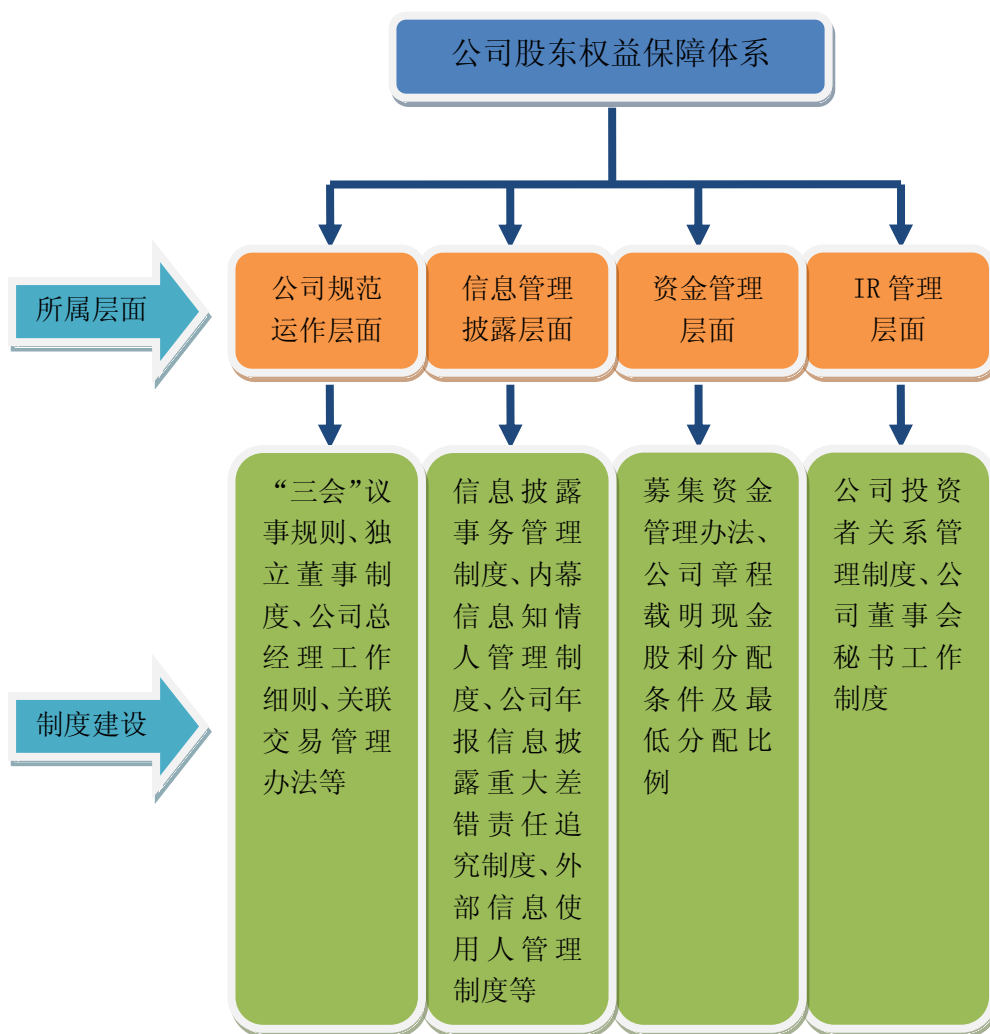 公司股东权益保障体系
所属层面
公司规范
运作层面
信息管理
披露层面
资金管理
层面
IR 管理
层面
制度建设
“三会”议
事规则、独
立董事制
度、公司总
经理工作
细则、关联
交易管理
办法等
信息披露
事务管理
制度、内幕
信息知情
人管理制
度、公司年
报信息披
露重大差
错责任追
究制度、外
部信息使
用人管理
制度等
募集资金
管理办法、
公司章程
载明现金
股利分配
条件及最
低分配比
例
公司投资
者关系管
理制度、公
司董事会
秘书工作
制度